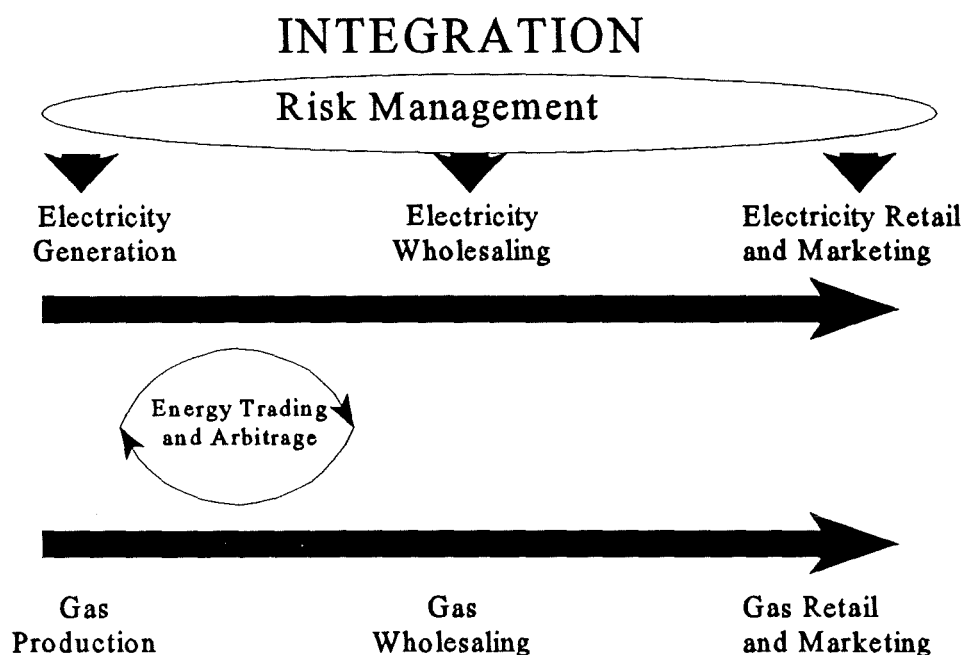 INTEGRATION
Risk Management
Electricity
Generation
Electricity
Wholesaling
Electricity Retail
and Marketing
Energy Trading
and Arbitrage
Gas
Production
Gas
Wholesaling
Gas Retail
and Marketing